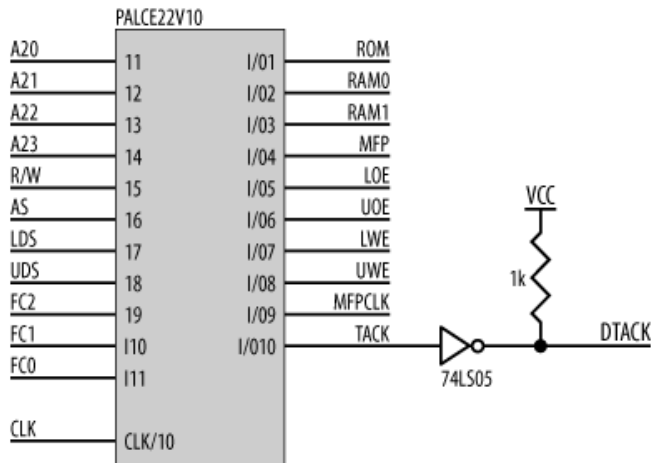 PALCE22V10
A20 11 I/01 ROM
A21 12 I/02 RAM0
A22 13 I/03 RAM1
A23 14 I/04 MFP
R/W 15 I/05 LOE
AS 16 I/06 UOE
LDS 17 I/07 LWE
UDS 18 I/08 UWE
FC2 19 I/09 MFPCLK
FC1 I10 I/010 TACK
FC0 I11
CLK CLK/10
VCC
1k
DTACK
74LS05